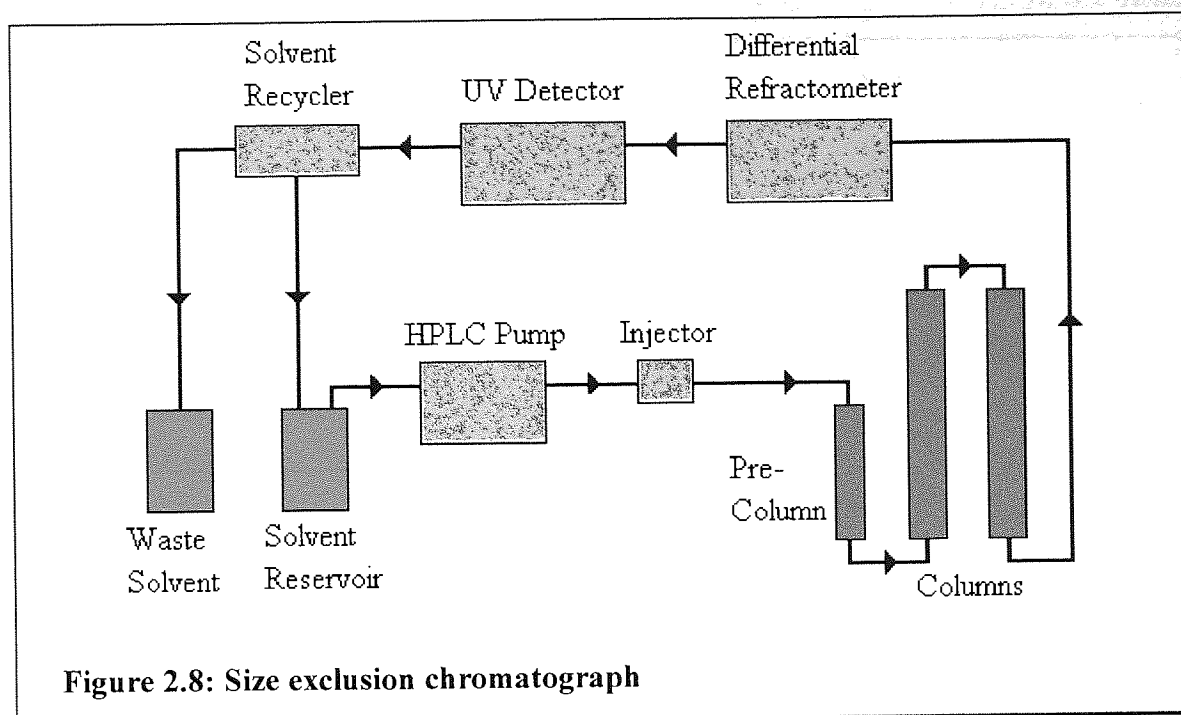 Solvent
Recycler
UV Detector
Differential
Refractometer
HPLC Pump
Injector
Pre-
Column
Columns
Waste
Solvent
Solvent
Reservoir
Figure 2.8: Size exclusion chromatograph